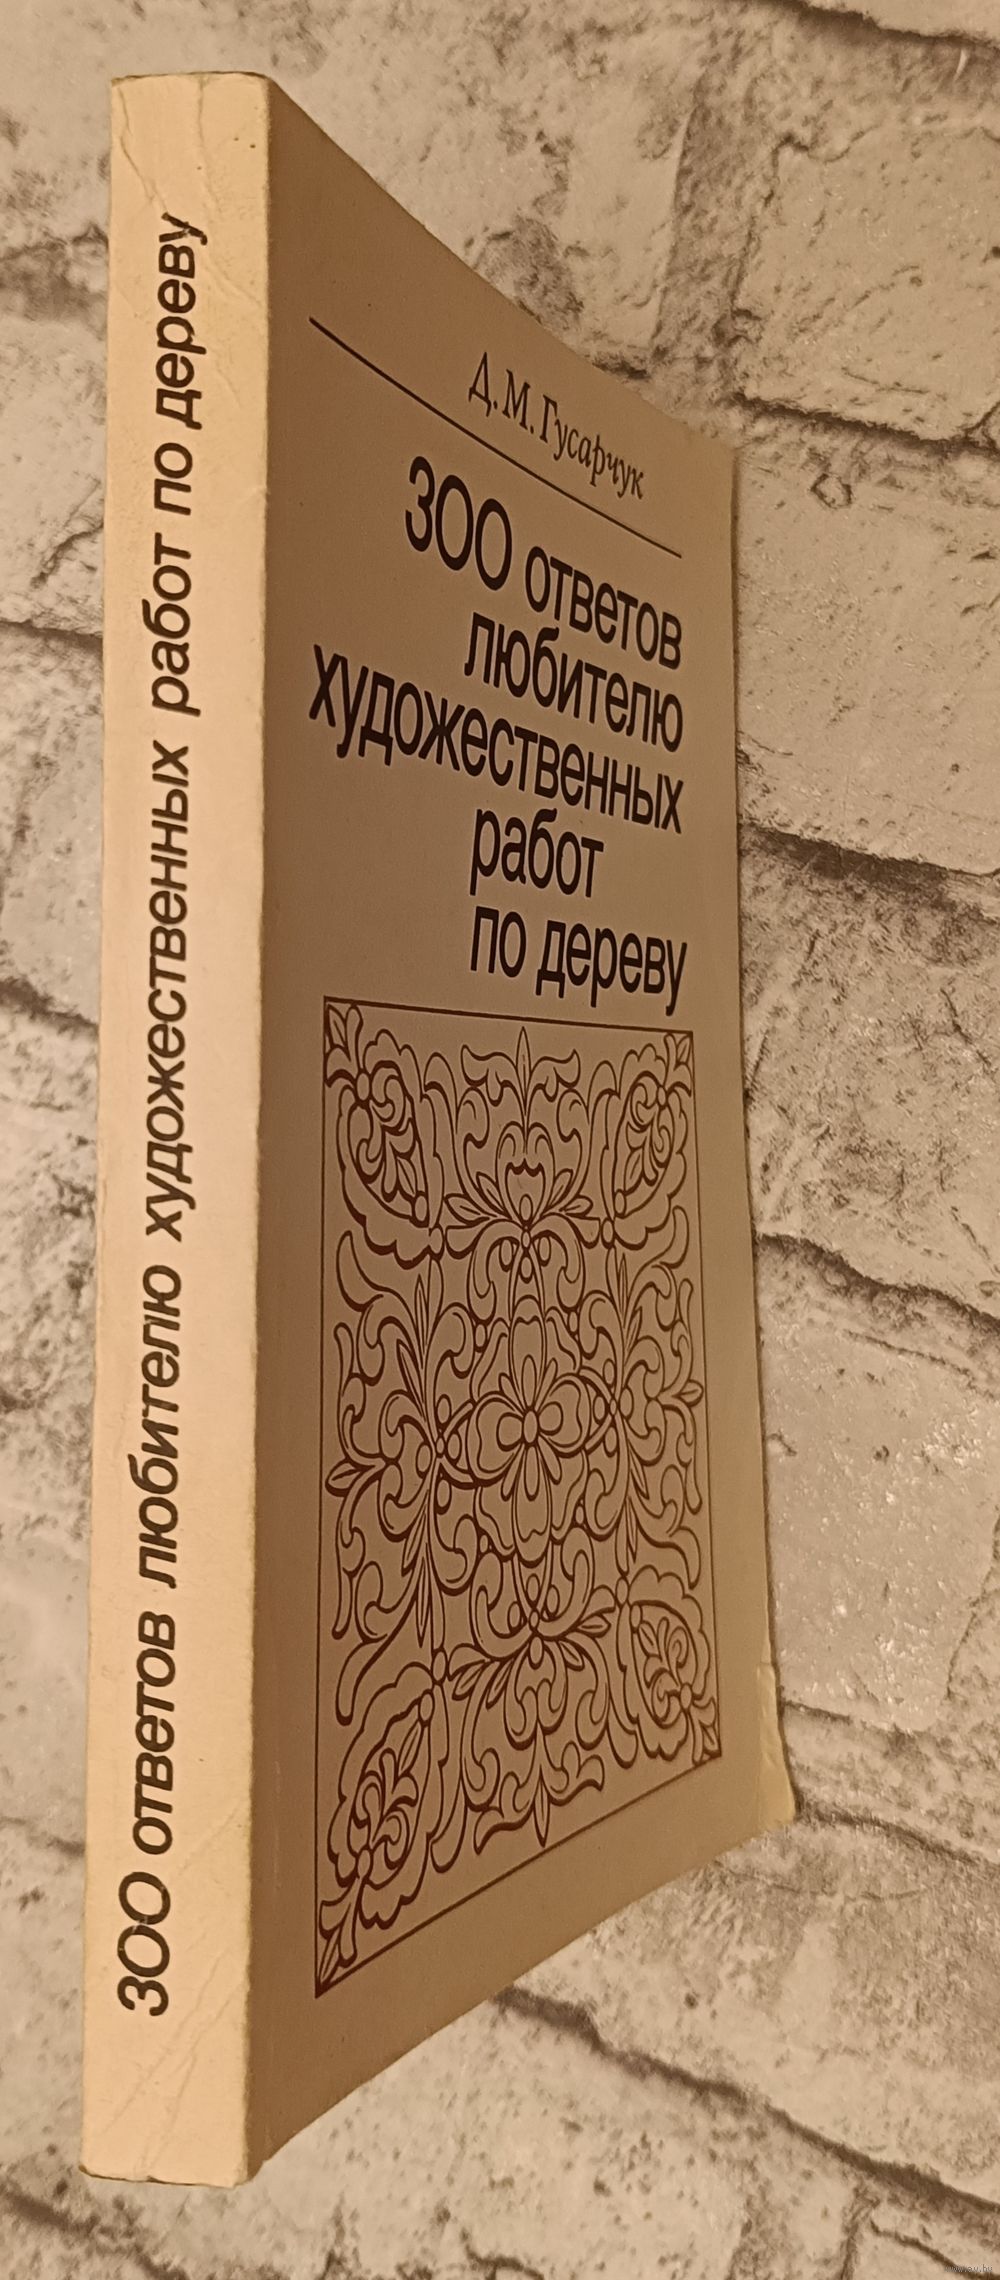 300 ответов любителю художественных работ по дереву
Д.М.Гусарчук
300 ответов
любителю
художественных
работ
по дереву